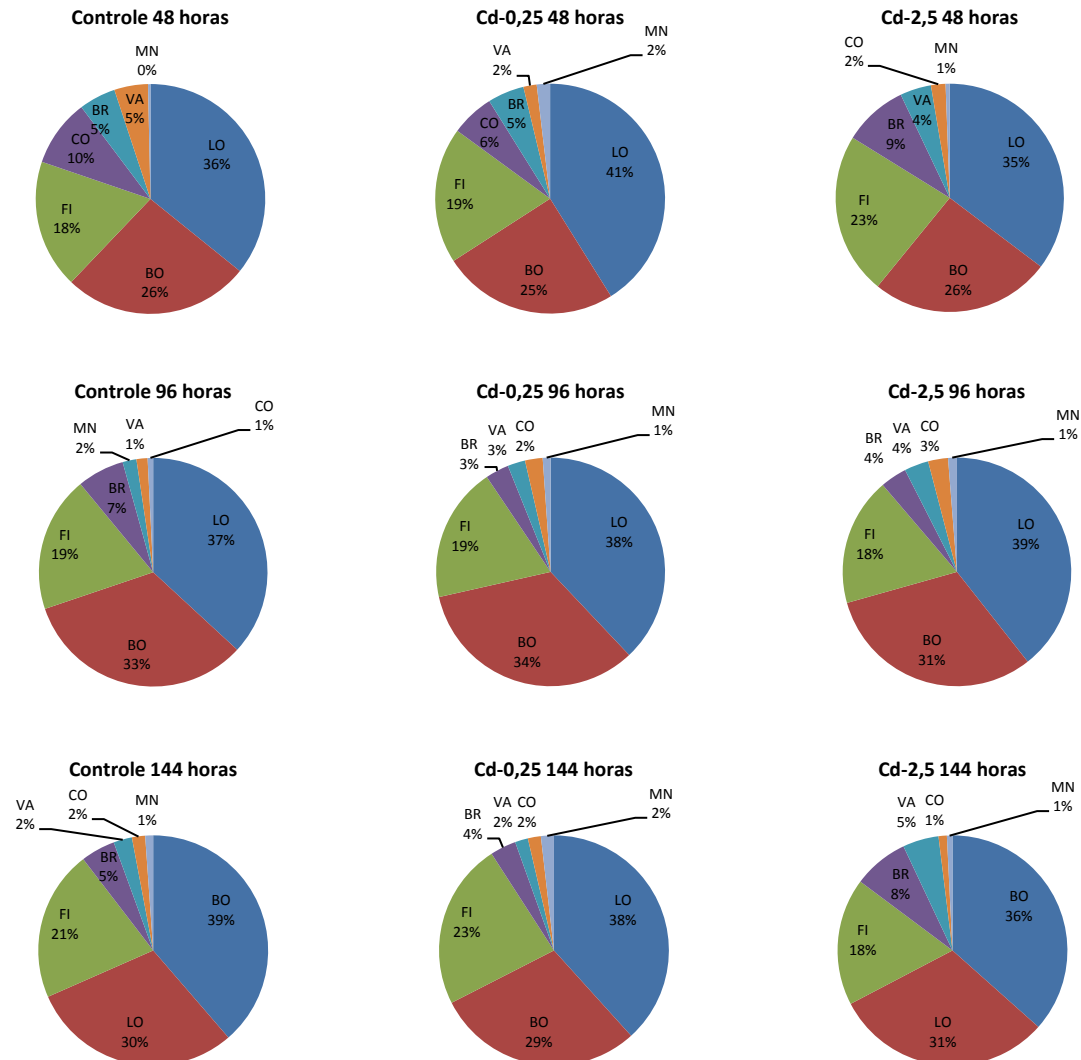 Controle 48 horas
MN
0%
VA
5%
BR
5%
CO
10%
LO
36%
FI
18%
BO
26%
Cd-0,25 48 horas
VA
2%
MN
2%
BR
5%
CO
6%
LO
41%
FI
19%
BO
25%
Cd-2,5 48 horas
CO
2%
MN
1%
VA
4%
BR
9%
LO
35%
FI
23%
BO
26%
Controle 96 horas
MN
2%
VA
1%
CO
1%
BR
7%
LO
37%
FI
19%
BO
33%
Cd-0,25 96 horas
BR
3%
VA
3%
CO
2%
MN
1%
LO
38%
FI
19%
BO
34%
Cd-2,5 96 horas
BR
4%
VA
4%
CO
3%
MN
1%
LO
39%
FI
18%
BO
31%
Controle 144 horas
VA
2%
CO
2%
MN
1%
BR
5%
BO
39%
FI
21%
LO
30%
Cd-0,25 144 horas
BR
4%
VA
2%
CO
2%
MN
2%
LO
38%
FI
23%
BO
29%
Cd-2,5 144 horas
VA
5%
CO
1%
MN
1%
BR
8%
BO
36%
FI
18%
LO
31%